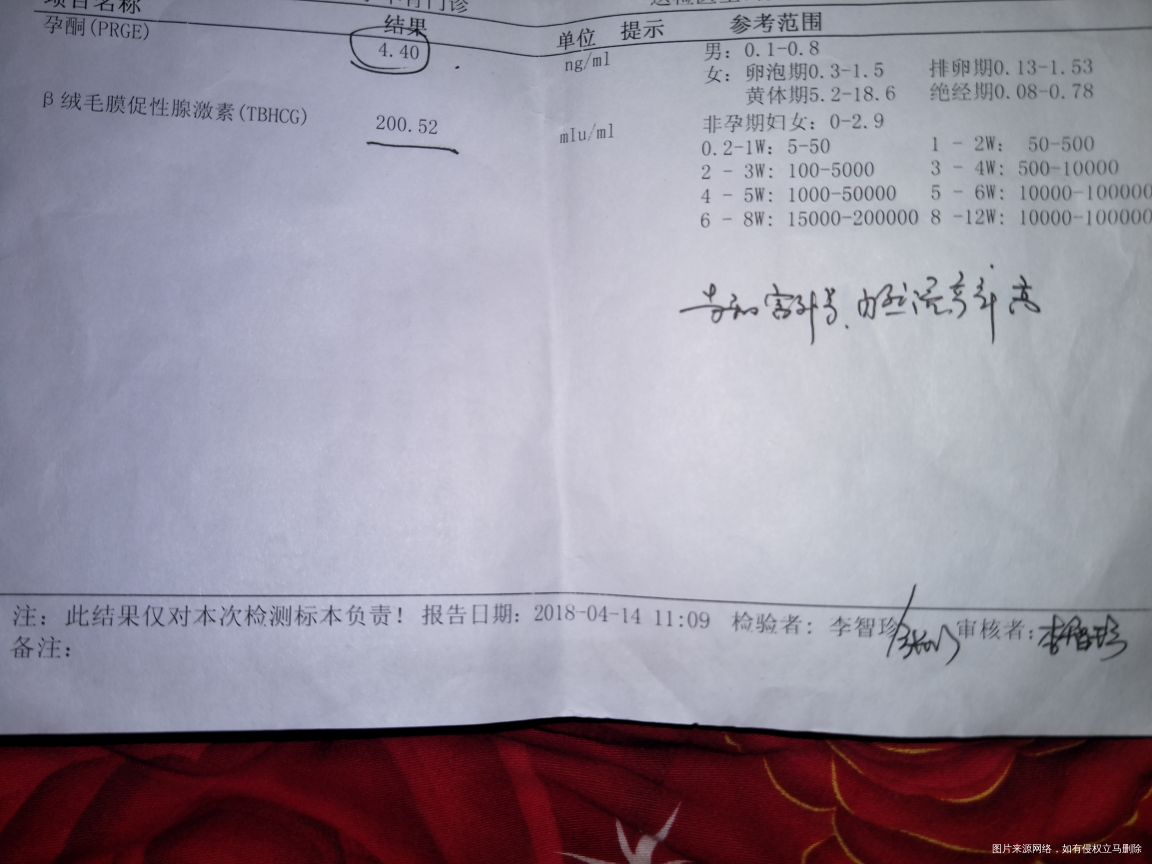 项目名称 结果 单位 提示 参考范围
孕酮(PRGE) 4.40 ng/ml 男: 0.1-0.8
女: 卵泡期0.3-1.5 排卵期0.13-1.53
黄体期5.2-18.6 绝经期0.08-0.78
β绒毛膜促性腺激素(TBHCG) 200.52 mIu/ml 非孕期妇女: 0-2.9
0.2-1W: 5-50 1 - 2W: 50-500
2 - 3W: 100-5000 3 - 4W: 500-10000
4 - 5W: 1000-50000 5 - 6W: 10000-100000
6 - 8W: 15000-200000 8 -12W: 10000-100000
注: 此结果仅对本次检测标本负责! 报告日期: 2018-04-14 11:09 检验者: 李智珍 审核者: 李智珍
备注:
图片来源网络，如有侵权立马删除